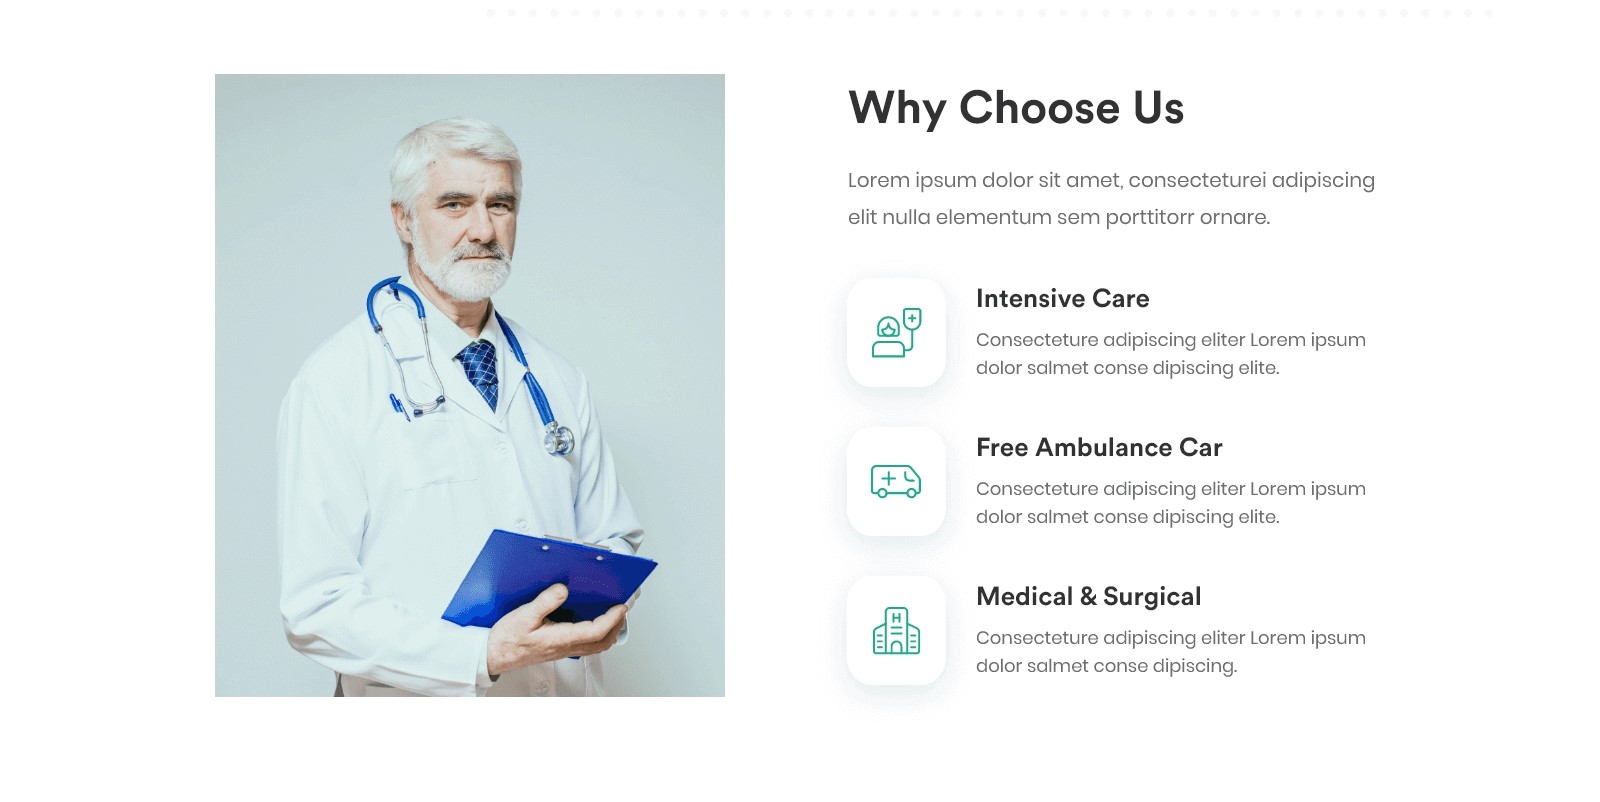 Why Choose Us
Lorem ipsum dolor sit amet, consecteturei adipiscing
elit nulla elementum sem porttitorr ornare.
Intensive Care
Consecteture adipiscing eliter Lorem ipsum
dolor salmet conse dipiscing elite.
Free Ambulance Car
Consecteture adipiscing eliter Lorem ipsum
dolor salmet conse dipiscing elite.
H
Medical & Surgical
Consecteture adipiscing eliter Lorem ipsum
dolor salmet conse dipiscing.